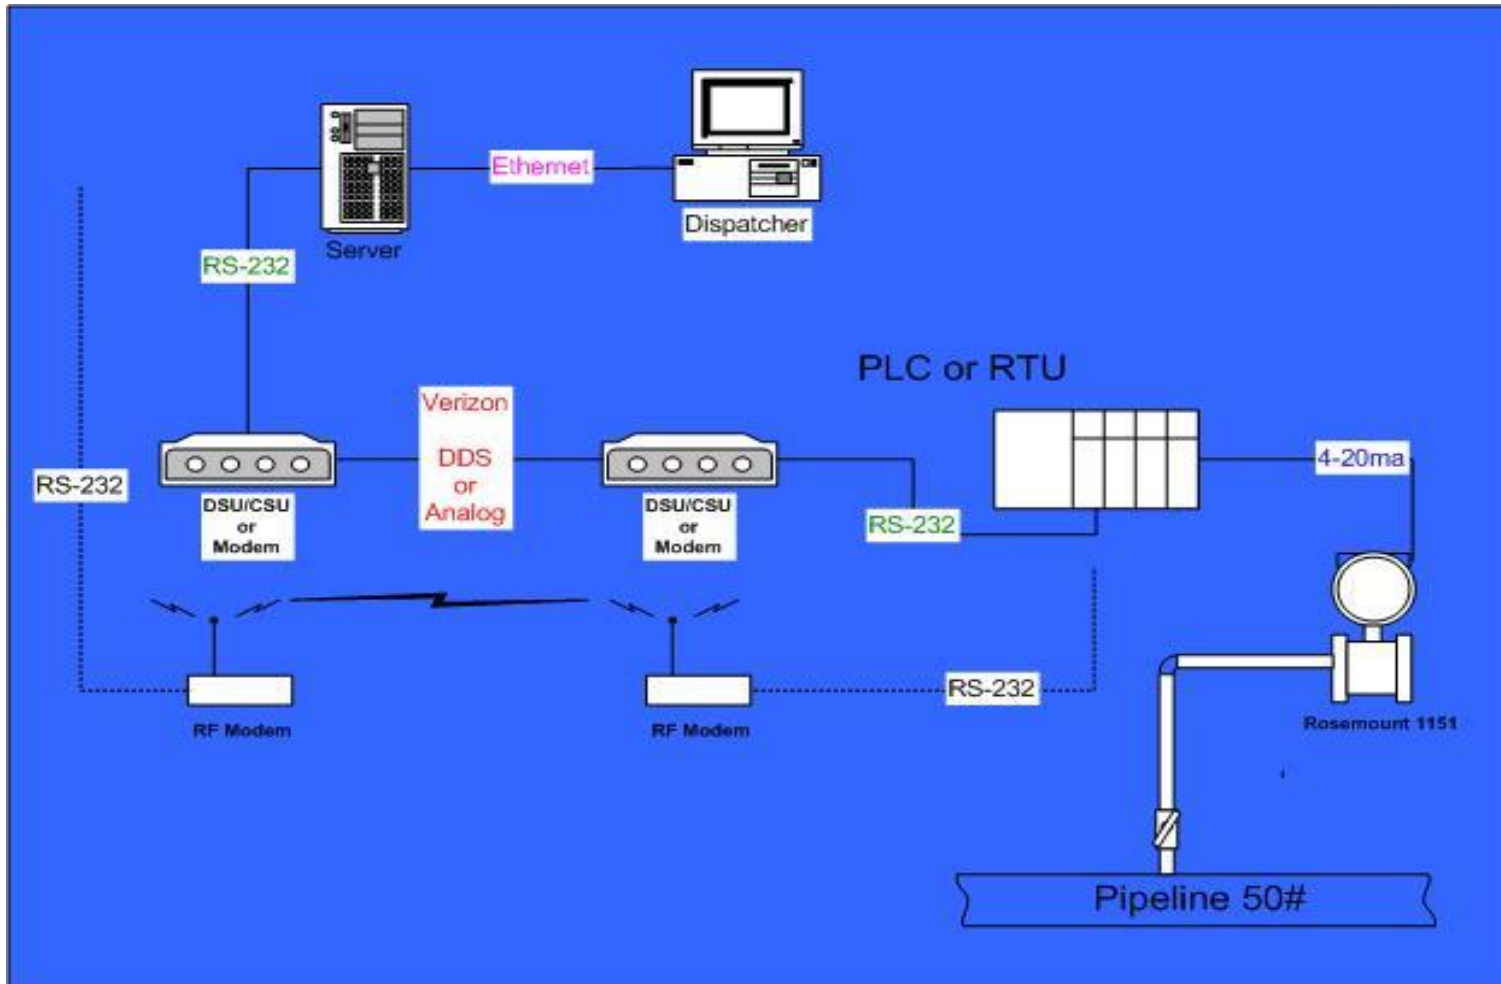 Ethernet
Dispatcher
Server
RS-232
PLC or RTU
Verizon
DDS
or
Analog
4-20ma
RS-232
DSU/CSU
or
Modem
DSU/CSU
or
Modem
RS-232
RS-232
RF Modem
RF Modem
Rosemount 1151
Pipeline 50#